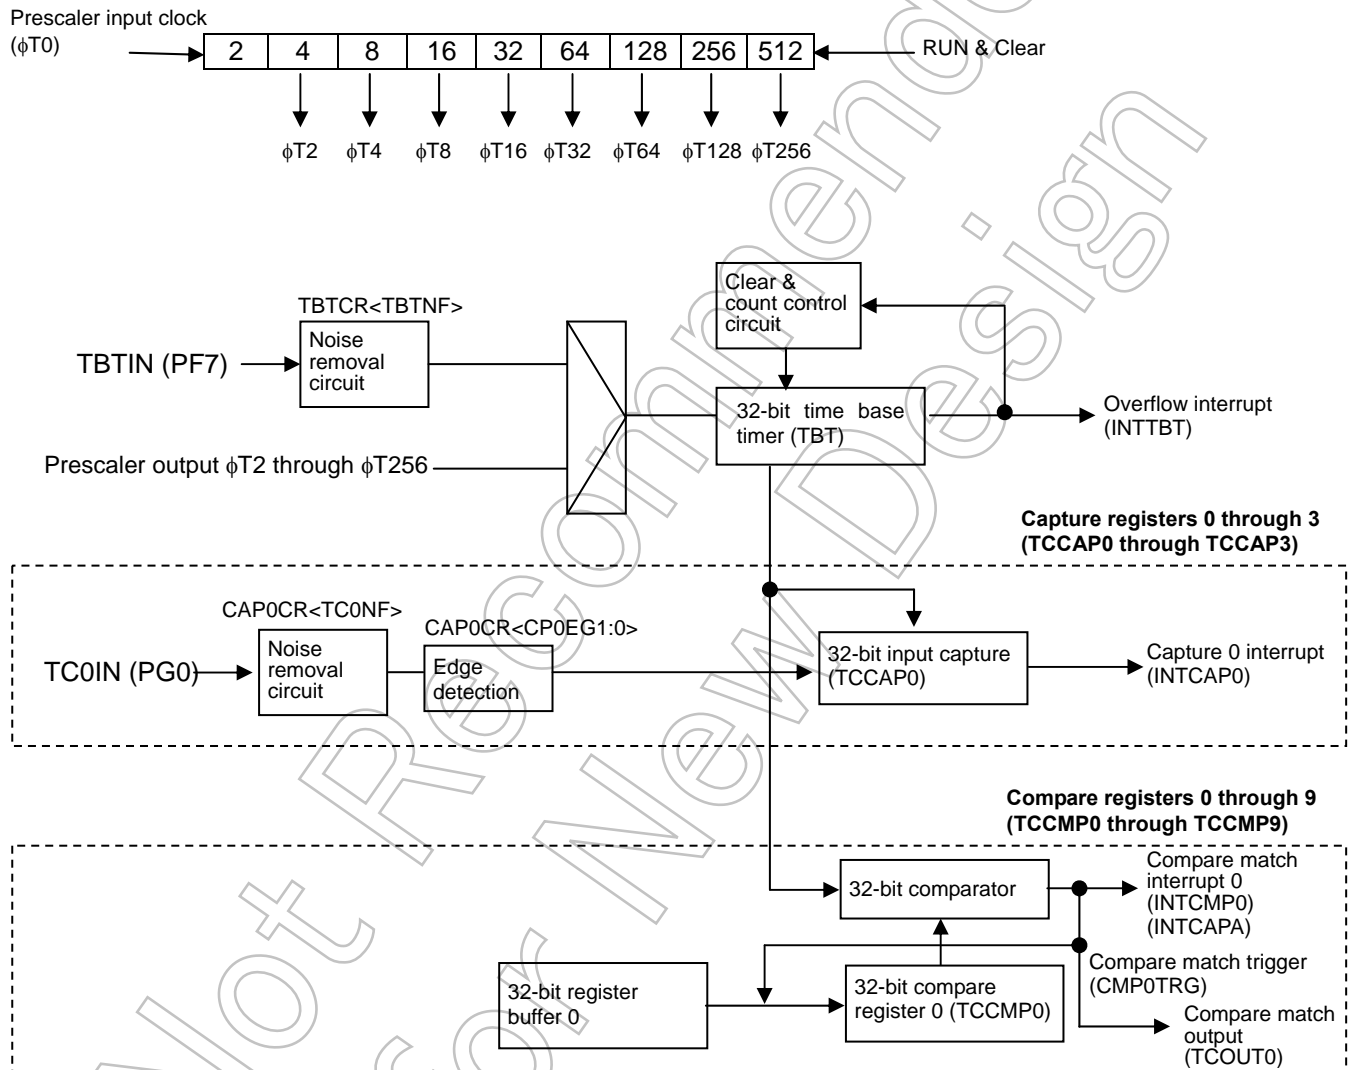 Prescaler input clock
(ϕT0)
2 4 8 16 32 64 128 256 512
RUN & Clear
ϕT2 ϕT4 ϕT8 ϕT16 ϕT32 ϕT64 ϕT128 ϕT256
Clear &
count control
circuit
TBTCR<TBTNF>
Noise
removal
circuit
TBTIN (PF7)
32-bit time base
timer (TBT)
Overflow interrupt
(INTTBT)
Prescaler output ϕT2 through ϕT256
Capture registers 0 through 3
(TCCAP0 through TCCAP3)
CAP0CR<TC0NF>
CAP0CR<CP0EG1:0>
TC0IN (PG0)
Noise
removal
circuit
Edge
detection
32-bit input capture
(TCCAP0)
Capture 0 interrupt
(INTCAP0)
Compare registers 0 through 9
(TCCMP0 through TCCMP9)
32-bit comparator
Compare match
interrupt 0
(INTCMP0)
(INTCAPA)
Compare match trigger
(CMP0TRG)
32-bit register
buffer 0
32-bit compare
register 0 (TCCMP0)
Compare match
output
(TCOUT0)
Not Recommended
for New Design